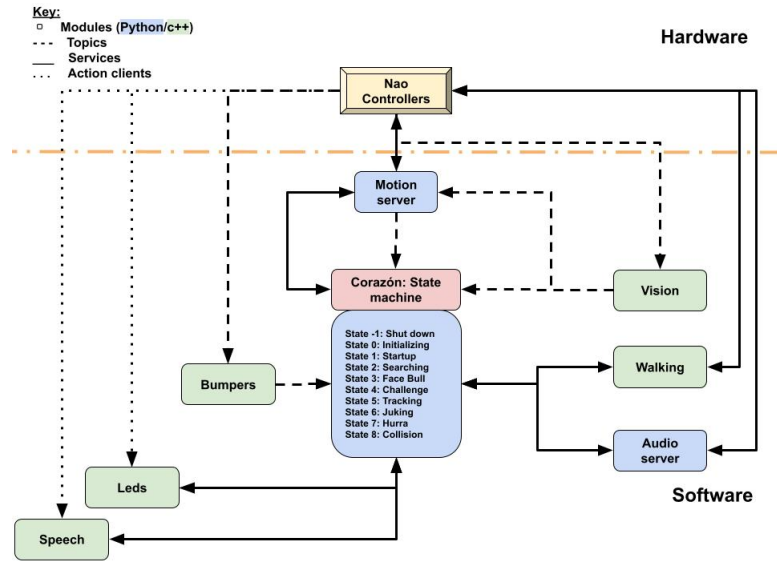 Key:
Modules (Python/c++)
Topics
Services
Action clients
Hardware
Nao
Controllers
Motion
server
Corazón: State
machine
Vision
State -1: Shut down
State 0: Initializing
State 1: Startup
State 2: Searching
State 3: Face Bull
State 4: Challenge
State 5: Tracking
State 6: Juking
State 7: Hurra
State 8: Collision
Bumpers
Walking
Audio
server
Leds
Software
Speech